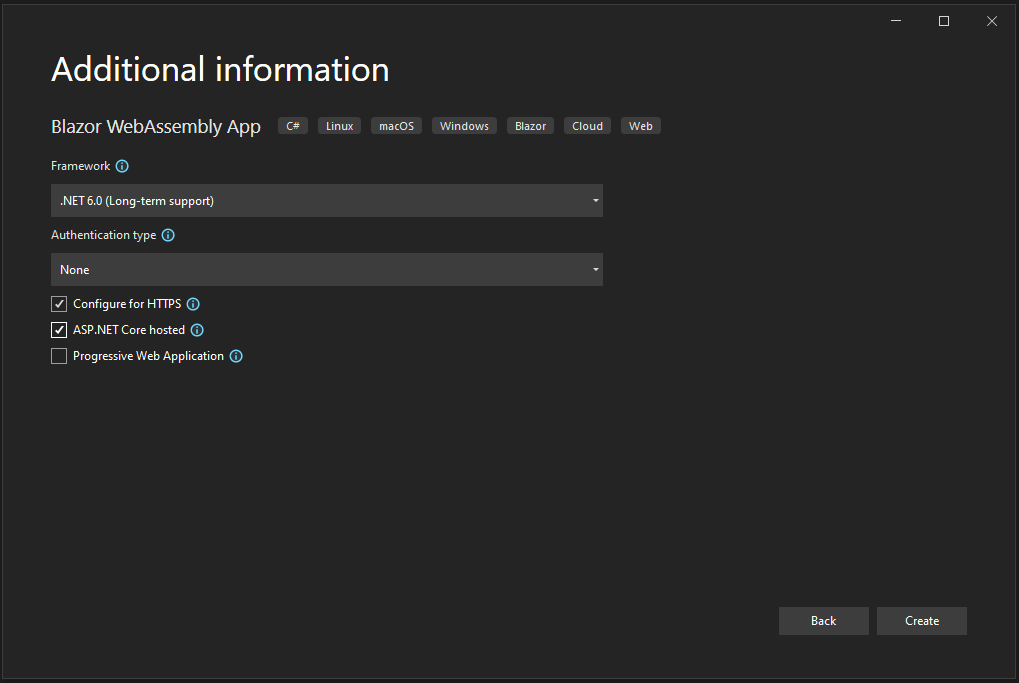 Additional information
Blazor WebAssembly App C# Linux macOS Windows Blazor Cloud Web
Framework
.NET 6.0 (Long-term support)
Authentication type
None
Configure for HTTPS
ASP.NET Core hosted
Progressive Web Application
Back Create